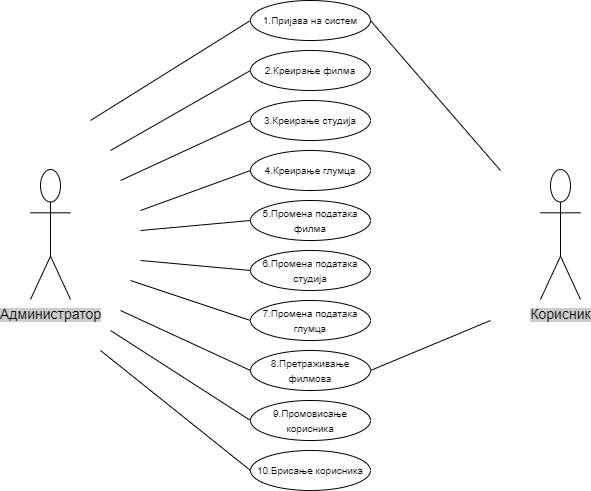 1.Пријава на систем
2.Креирање филма
3.Креирање студија
4.Креирање глумца
5.Промена података
филма
6.Промена података
студија
7.Промена података
глумца
Администратор
Корисник
8.Претраживање
филмова
9.Промовисање
корисника
10.Брисање корисника